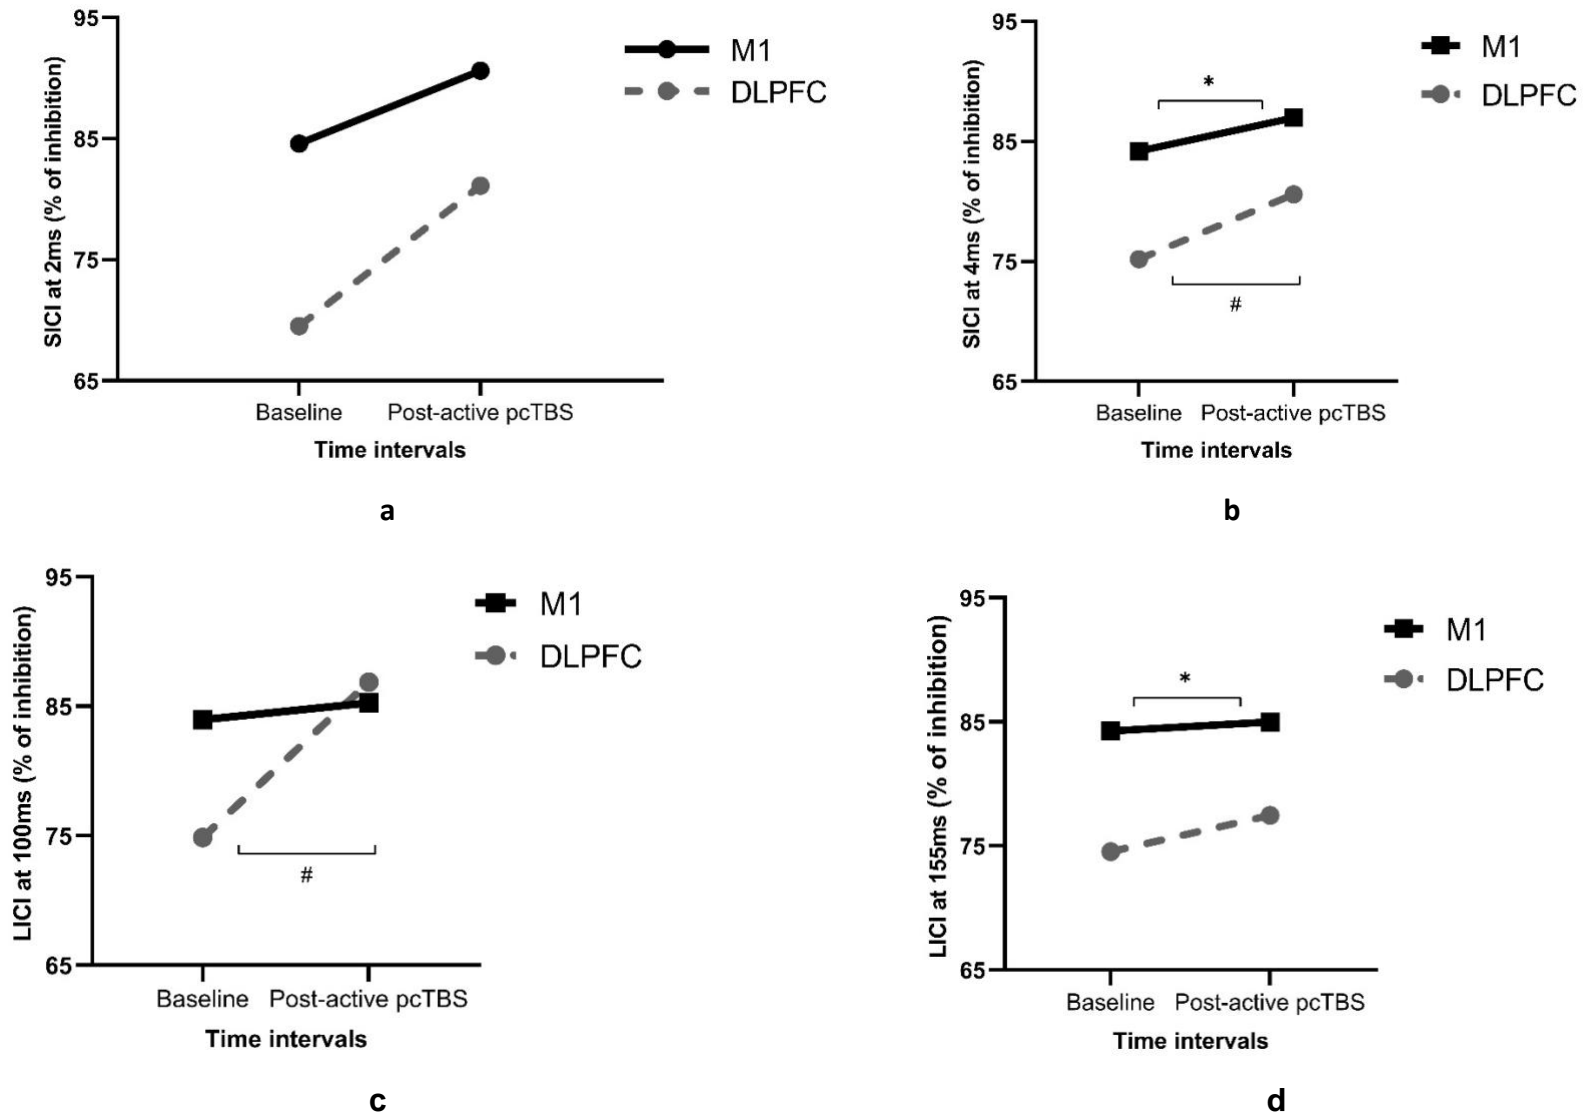 95
85
75
65
SICI at 2ms (% of inhibition)
M1
DLPFC
Baseline
Post-active pcTBS
Time intervals
a
95
85
75
65
SICI at 4ms (% of inhibition)
M1
DLPFC
*
#
Baseline
Post-active pcTBS
Time intervals
b
95
85
75
65
LICI at 100ms (% of inhibition)
M1
DLPFC
#
Baseline
Post-active pcTBS
Time intervals
c
95
85
75
65
LICI at 155ms (% of inhibition)
M1
DLPFC
*
Baseline
Post-active pcTBS
Time intervals
d